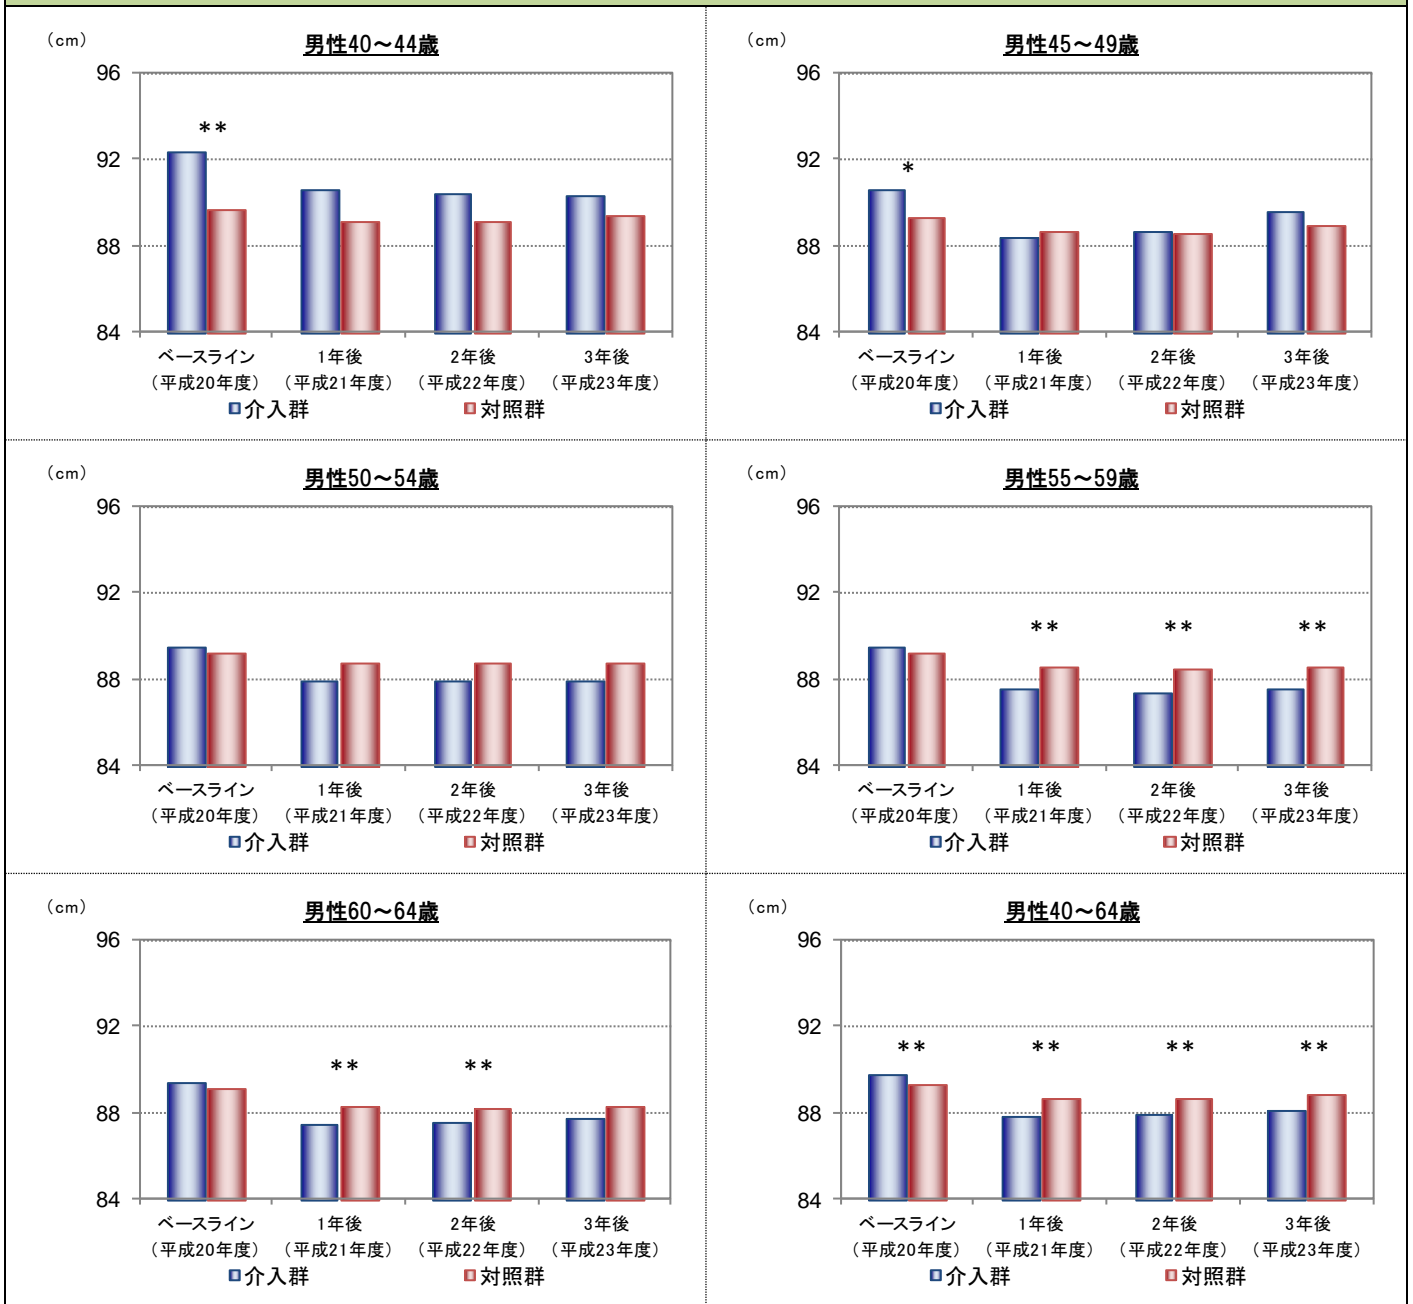 (cm)
男性40～44歳
96
**
92
88
84
ベースライン 1年後 2年後 3年後
(平成20年度) (平成21年度) (平成22年度) (平成23年度)
介入群 対照群
(cm)
男性45～49歳
96
92
*
88
84
ベースライン 1年後 2年後 3年後
(平成20年度) (平成21年度) (平成22年度) (平成23年度)
介入群 対照群
(cm)
男性50～54歳
96
92
88
84
ベースライン 1年後 2年後 3年後
(平成20年度) (平成21年度) (平成22年度) (平成23年度)
介入群 対照群
(cm)
男性55～59歳
96
92
** ** **
88
84
ベースライン 1年後 2年後 3年後
(平成20年度) (平成21年度) (平成22年度) (平成23年度)
介入群 対照群
(cm)
男性60～64歳
96
92
** **
88
84
ベースライン 1年後 2年後 3年後
(平成20年度) (平成21年度) (平成22年度) (平成23年度)
介入群 対照群
(cm)
男性40～64歳
96
92
** ** ** **
88
84
ベースライン 1年後 2年後 3年後
(平成20年度) (平成21年度) (平成22年度) (平成23年度)
介入群 対照群